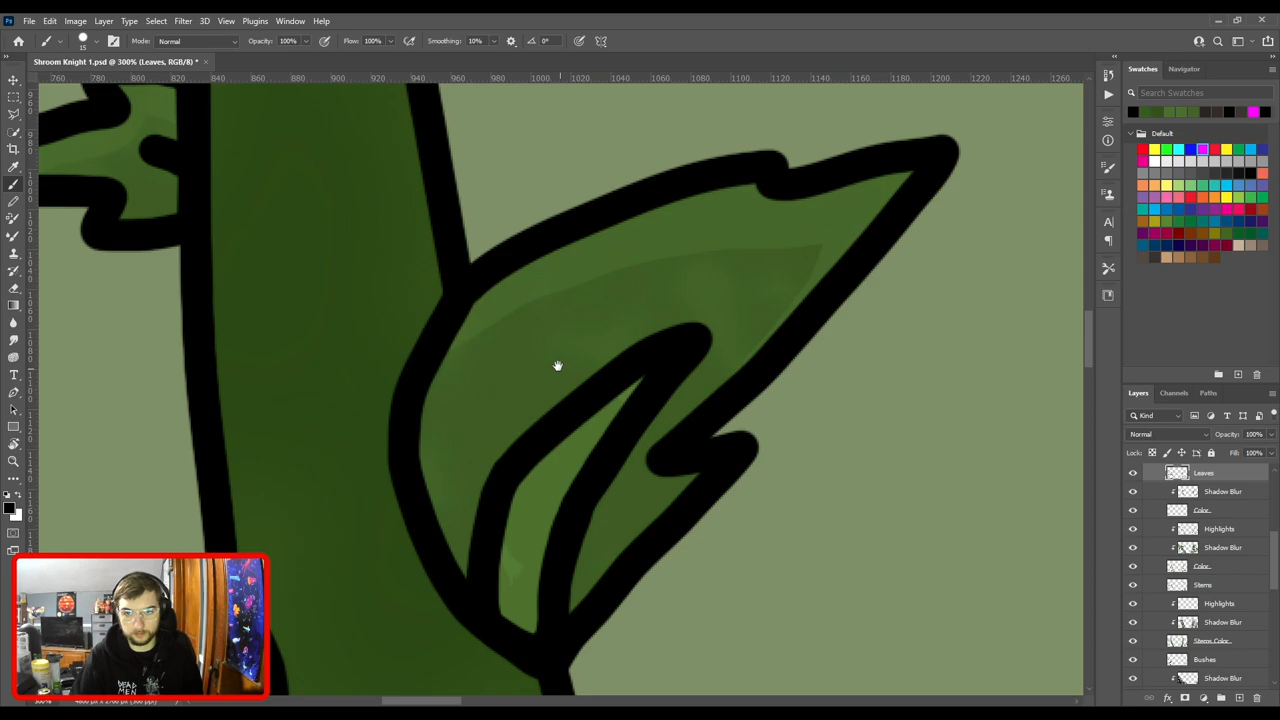 File Edit Image Layer Type Select Filter 3D View Plugins Window Help
15 Mode: Normal Opacity: 100% Flow: 100% Smoothing: 10% 0°
Shroom Knight 1.psd @ 300% (Leaves, RGB/8) *
760 780 800 820 840 860 880 900 920 940 960 980 1000 1020 1040 1060 1080 1100 1120 1140 1160 1180 1200 1220 1240 1260
Swatches Navigator
Search Swatches
Default
Layers Channels Paths
Kind
Normal Opacity: 100%
Lock: Fill: 100%
Leaves
Shadow Blur
Color
Highlights
Shadow Blur
Color
Stems
Highlights
Shadow Blur
Stems Color
Bushes
Shadow Blur
DEAD
MEN